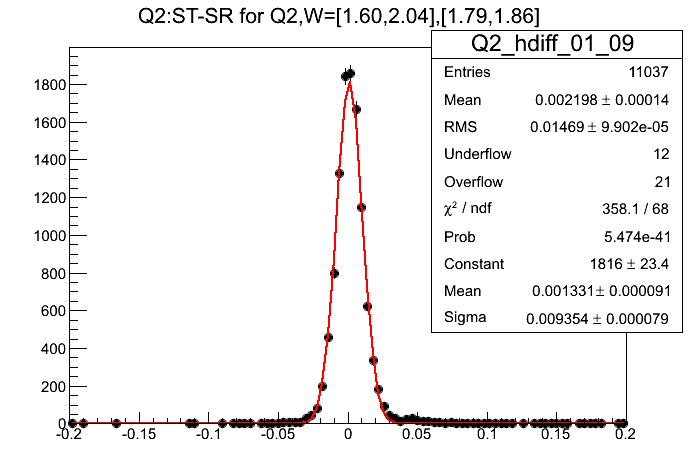 Q2:ST-SR for Q2,W=[1.60,2.04],[1.79,1.86]
Q2_hdiff_01_09
Entries 11037
Mean 0.002198 ± 0.00014
RMS 0.01469 ± 9.902e-05
Underflow 12
Overflow 21
χ² / ndf 358.1 / 68
Prob 5.474e-41
Constant 1816 ± 23.4
Mean 0.001331 ± 0.000091
Sigma 0.009354 ± 0.000079
1800
1600
1400
1200
1000
800
600
400
200
0
-0.2 -0.15 -0.1 -0.05 0 0.05 0.1 0.15 0.2